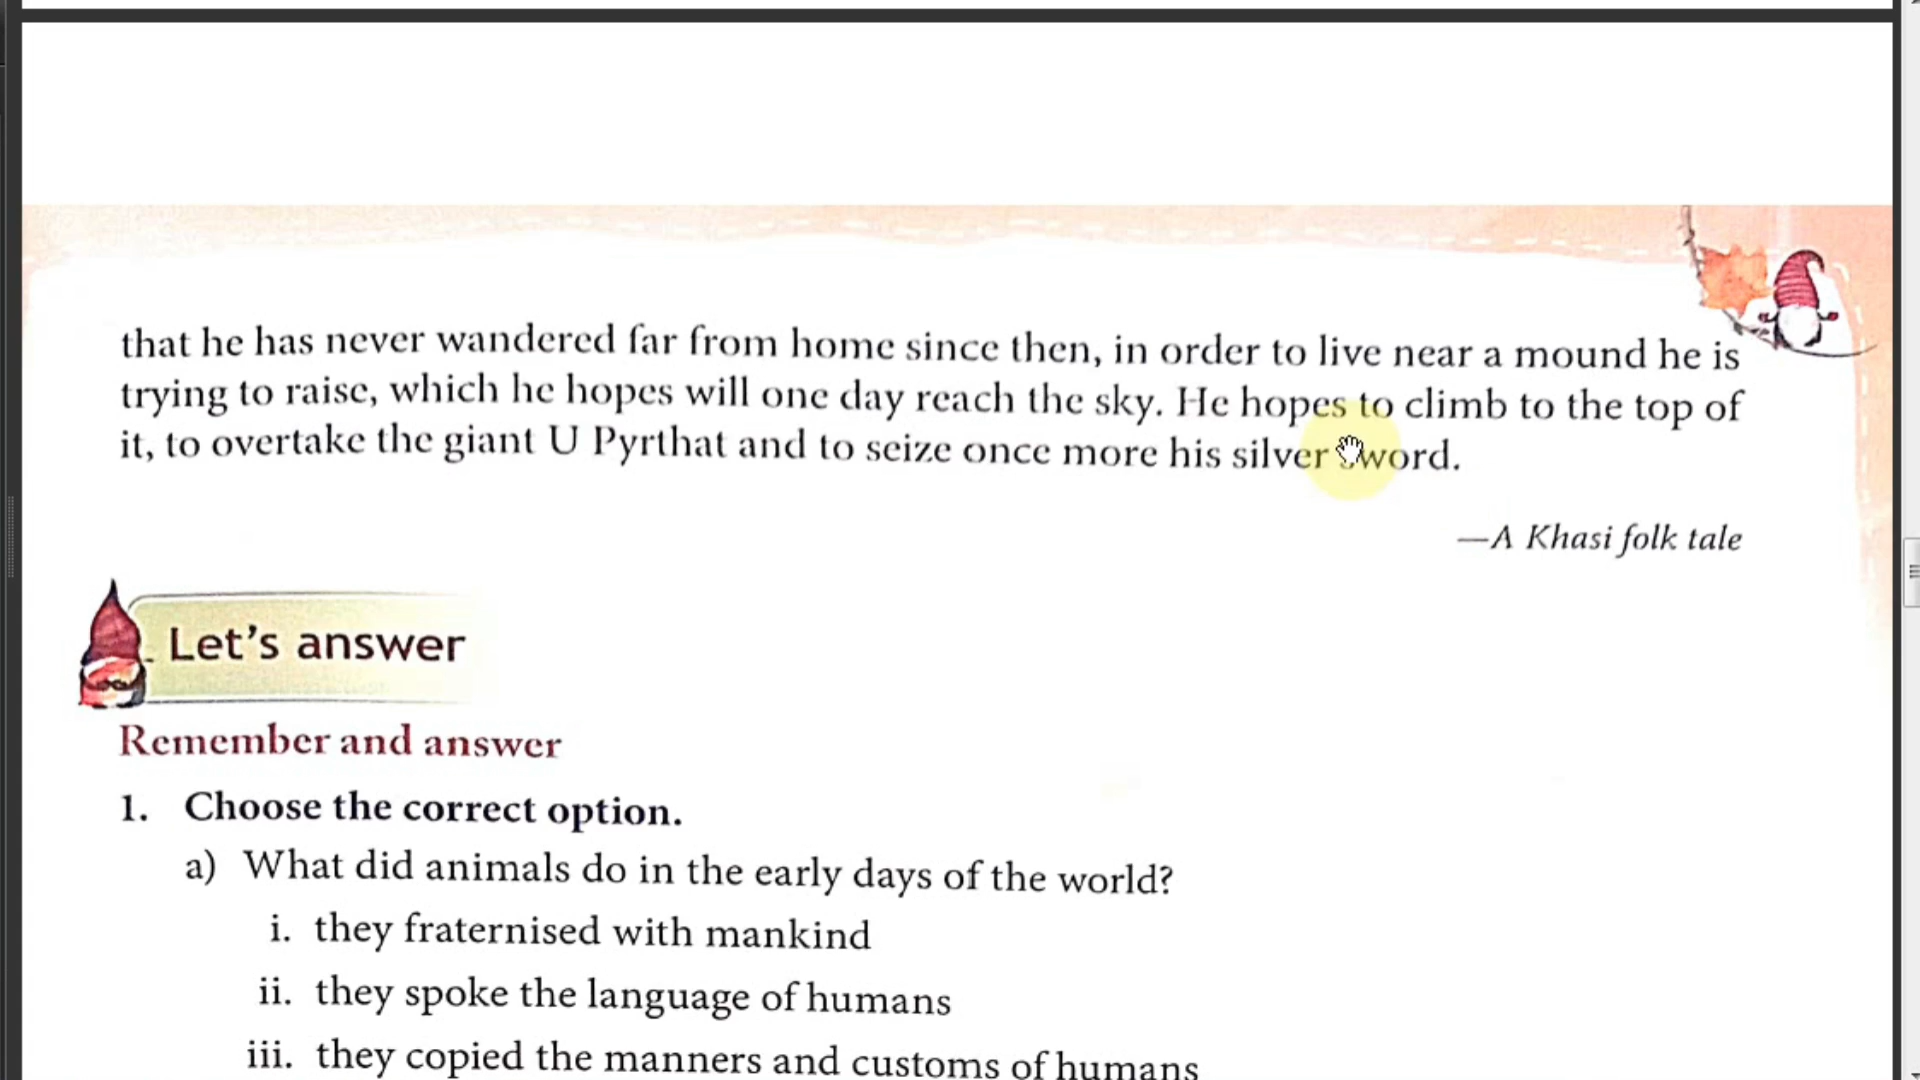 that he has never wandered far from home since then, in order to live near a mound he is
trying to raise, which he hopes will one day reach the sky. He hopes to climb to the top of
it, to overtake the giant U Pyrthat and to seize once more his silver sword.
—A Khasi folk tale
Let's answer
Remember and answer
1. Choose the correct option.
a) What did animals do in the early days of the world?
i. they fraternised with mankind
ii. they spoke the language of humans
iii. they copied the manners and customs of humans